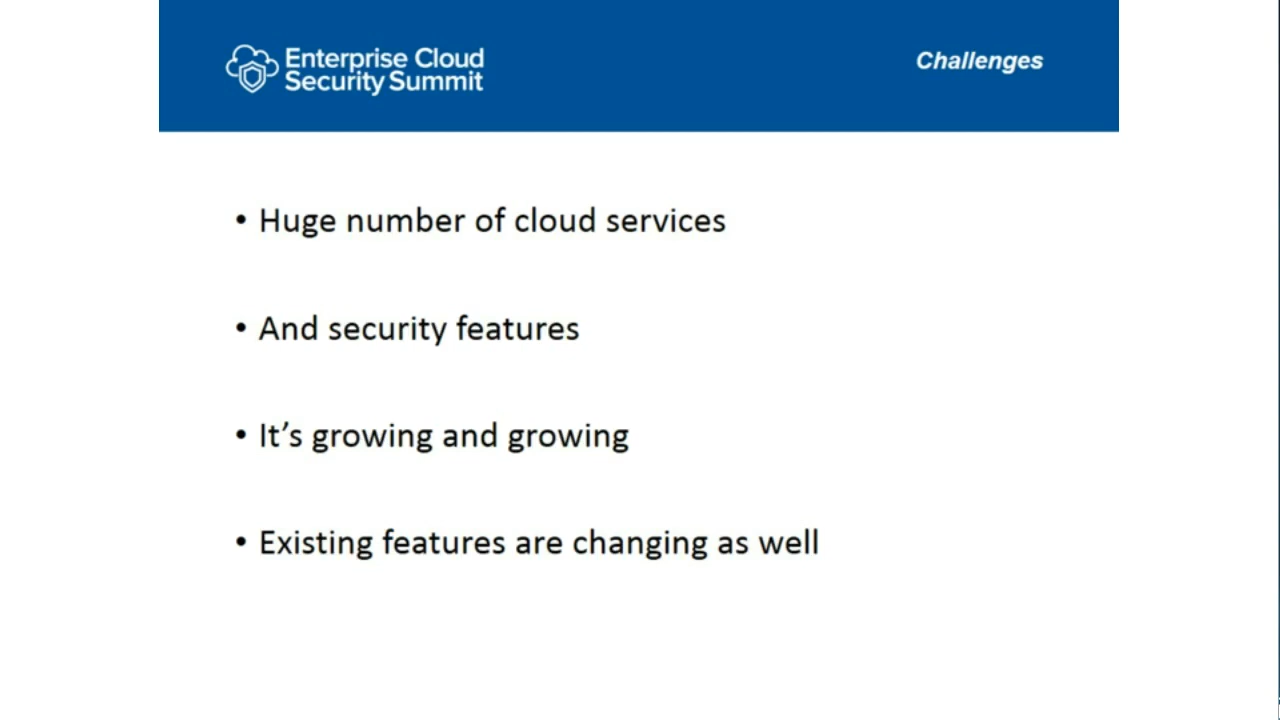 Enterprise Cloud
Security Summit
Challenges
• Huge number of cloud services
• And security features
• It’s growing and growing
• Existing features are changing as well